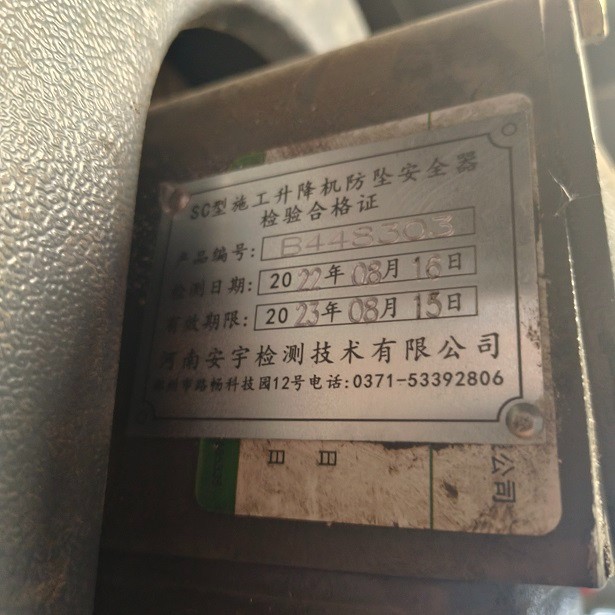 SC型施工升降机防坠安全器
检验合格证
产品编号: B448303
检测日期: 2022年08月16日
有效期限: 2023年08月15日
河南安宇检测技术有限公司
州市路畅科技园12号电话:0371-53392806
日
日
公司